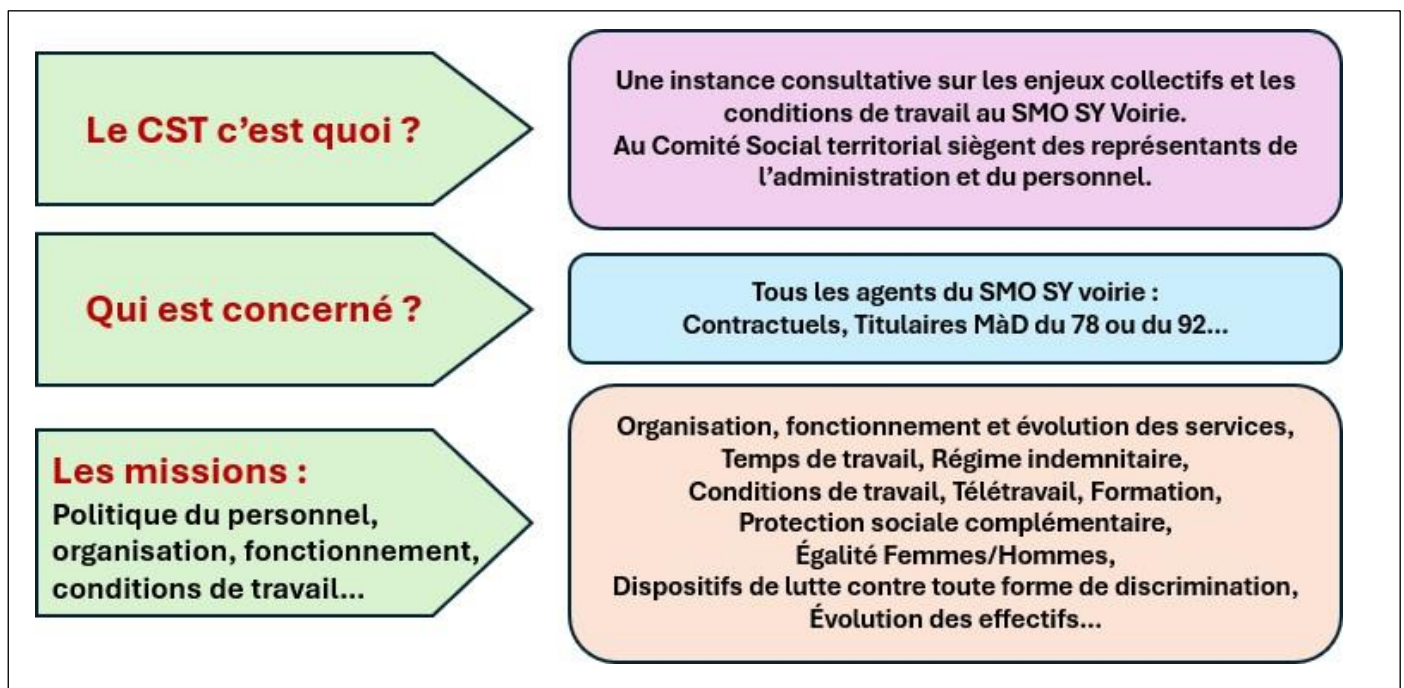 Le CST c’est quoi ?
Une instance consultative sur les enjeux collectifs et les
conditions de travail au SMO SY Voirie.
Au Comité Social territorial siègent des représentants de
l’administration et du personnel.
Qui est concerné ?
Tous les agents du SMO SY voirie :
Contractuels, Titulaires MàD du 78 ou du 92...
Les missions :
Politique du personnel,
organisation, fonctionnement,
conditions de travail...
Organisation, fonctionnement et évolution des services,
Temps de travail, Régime indemnitaire,
Conditions de travail, Télétravail, Formation,
Protection sociale complémentaire,
Égalité Femmes/Hommes,
Dispositifs de lutte contre toute forme de discrimination,
Évolution des effectifs...